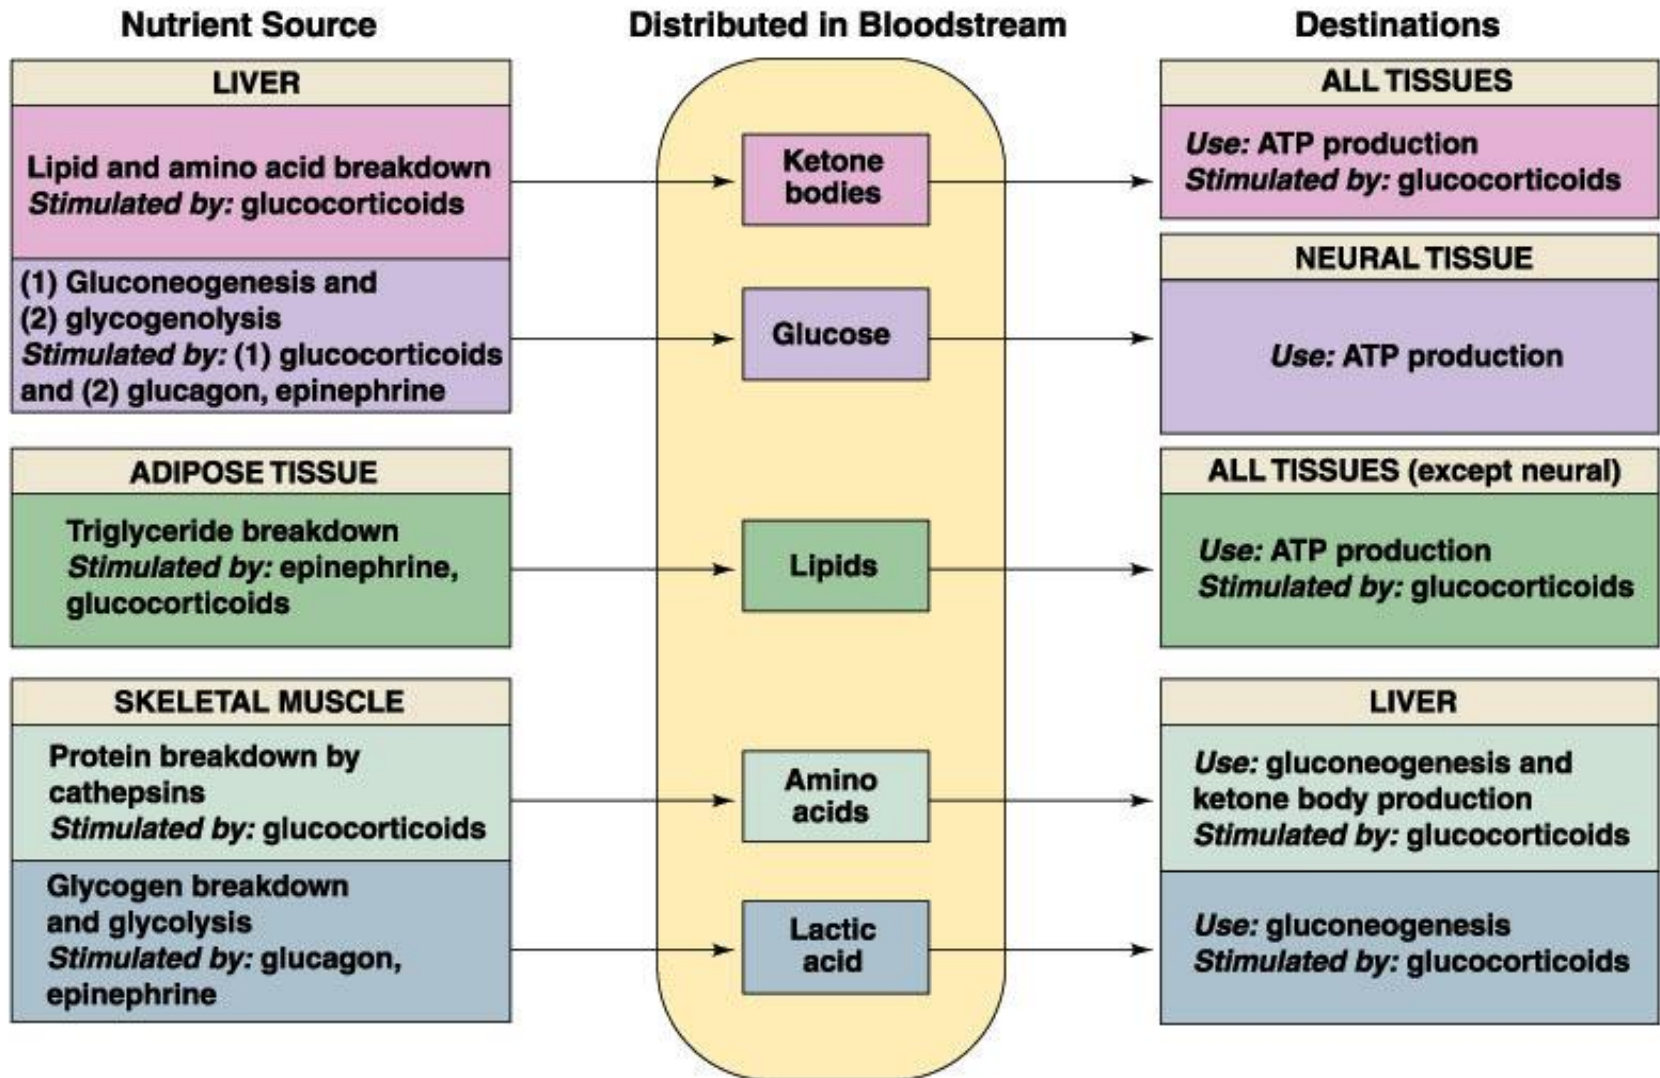 Nutrient Source
Distributed in Bloodstream
Destinations
LIVER
Lipid and amino acid breakdown
Stimulated by: glucocorticoids
(1) Gluconeogenesis and
(2) glycogenolysis
Stimulated by: (1) glucocorticoids
and (2) glucagon, epinephrine
ADIPOSE TISSUE
Triglyceride breakdown
Stimulated by: epinephrine,
glucocorticoids
SKELETAL MUSCLE
Protein breakdown by
cathepsins
Stimulated by: glucocorticoids
Glycogen breakdown
and glycolysis
Stimulated by: glucagon,
epinephrine
Ketone
bodies
Glucose
Lipids
Amino
acids
Lactic
acid
ALL TISSUES
Use: ATP production
Stimulated by: glucocorticoids
NEURAL TISSUE
Use: ATP production
ALL TISSUES (except neural)
Use: ATP production
Stimulated by: glucocorticoids
LIVER
Use: gluconeogenesis and
ketone body production
Stimulated by: glucocorticoids
Use: gluconeogenesis
Stimulated by: glucocorticoids